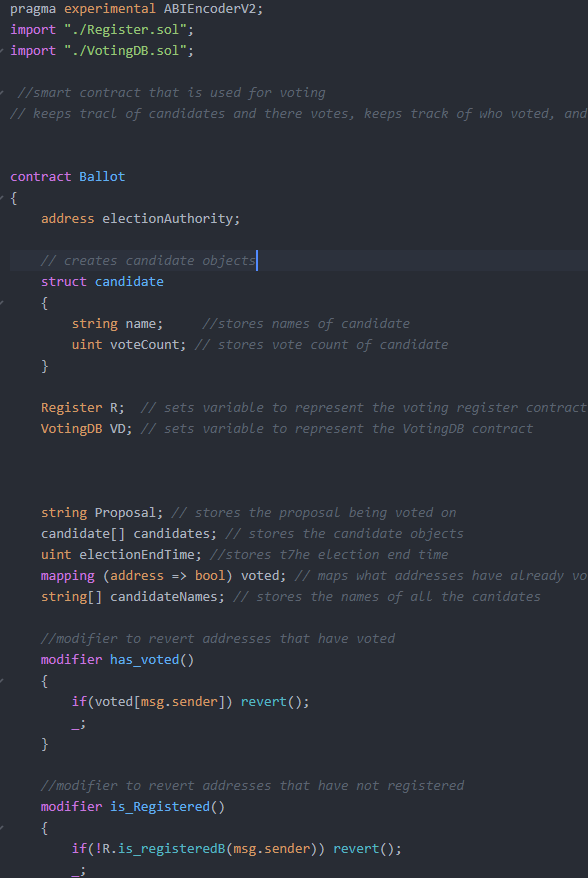 pragma experimental ABIEncoderV2;
import "./Register.sol";
import "./VotingDB.sol";
//smart contract that is used for voting
// keeps tracl of candidates and there votes, keeps track of who voted, and
contract Ballot
{
address electionAuthority;
// creates candidate objects
struct candidate
{
string name; //stores names of candidate
uint voteCount; // stores vote count of candidate
}
Register R; // sets variable to represent the voting register contract
VotingDB VD; // sets variable to represent the VotingDB contract
string Proposal; // stores the proposal being voted on
candidate[] candidates; // stores the candidate objects
uint electionEndTime; //stores t7he election end time
mapping (address => bool) voted; // maps what addresses have already vo
string[] candidateNames; // stores the names of all the canidates
//modifier to revert addresses that have voted
modifier has_voted()
{
if(voted[msg.sender]) revert();
_;
}
//modifier to revert addresses that have not registered
modifier is_Registered()
{
if(!R.is_registeredB(msg.sender)) revert();
_;